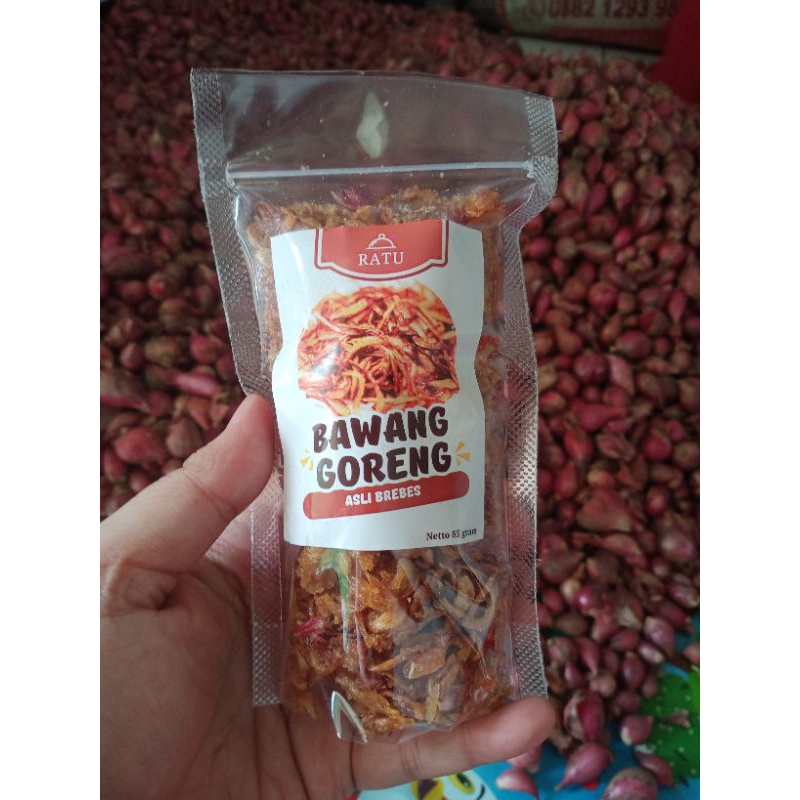 RATU
BAWANG
GORENG
ASLI BREBES
Netto 85 gram